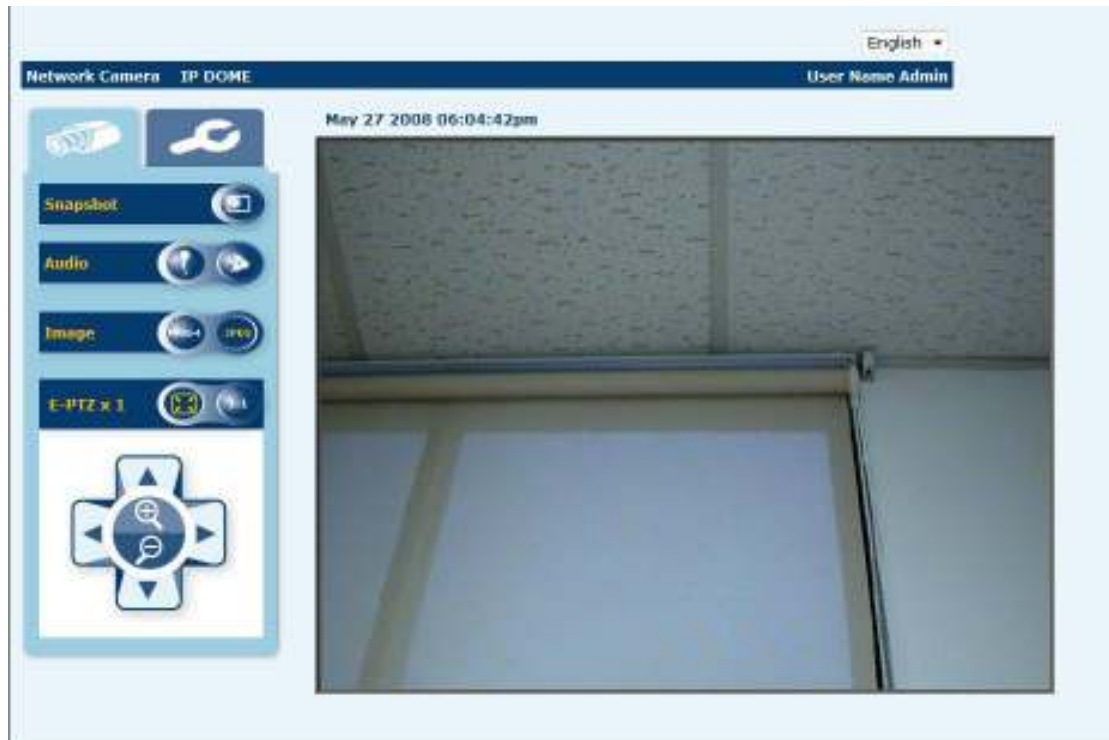 English
Network Camera IP DOME
User Name Admin
May 27 2008 06:04:42pm
Snapshot
Audio
Image
JPEG
E-PTZ x 1